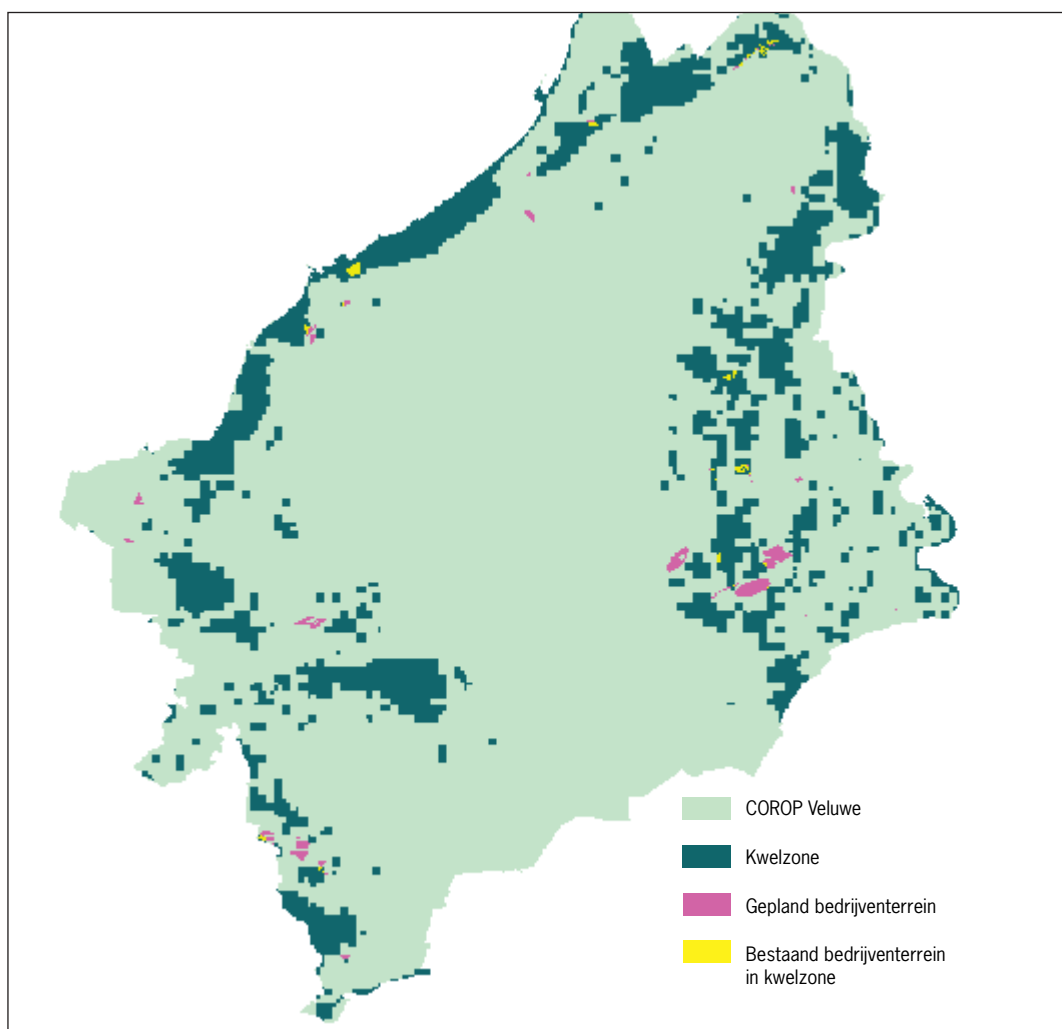 COROP Veluwe
Kwelzone
Gepland bedrijventerrein
Bestaand bedrijventerrein
in kwelzone